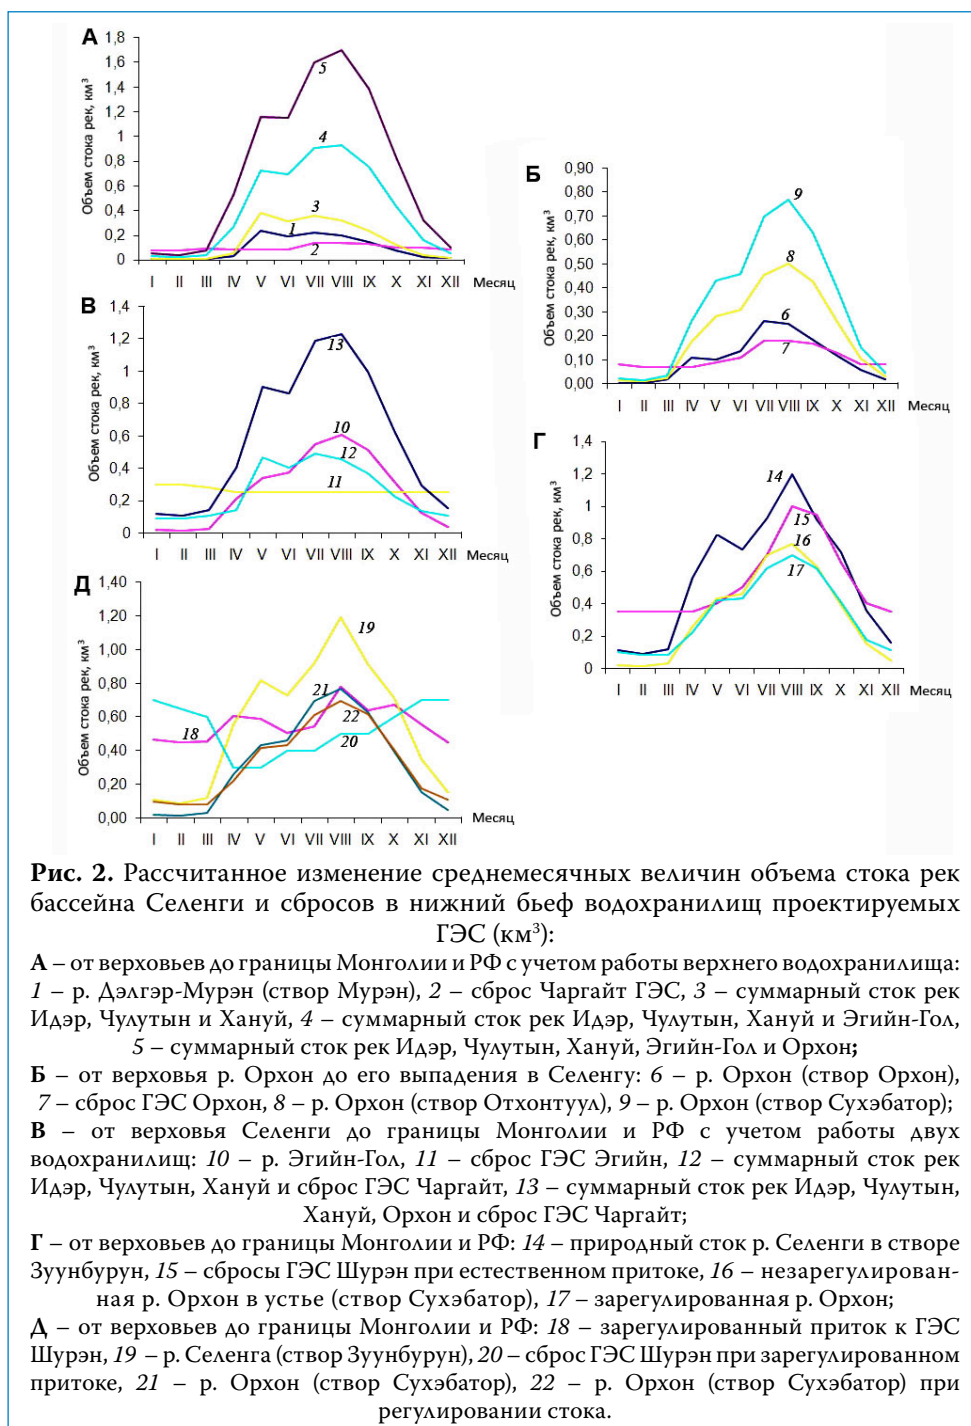 А
Объем стока рек, км³
1,8
1,8
1,6
1,4
1,2
1
0,8
0,6
0,4
0,2
0
5
4
3
1
2
I II III IV V VI VII VIII IX X XI XII Месяц
Б
Объем стока рек, км³
0,90
0,80
0,70
0,60
0,50
0,40
0,30
0,20
0,10
0,00
9
8
6
7
I II III IV V VI VII VIII IX X XI XII Месяц
В
Объем стока рек, км³
1,4
1,2
1
0,8
0,6
0,4
0,2
0
13
10
12
11
I II III IV V VI VII VIII IX X XI XII Месяц
Г
Объем стока рек, км³
1,4
1,2
1
0,8
0,6
0,4
0,2
0
14
15
16
17
I II III IV V VI VII VIII IX X XI XII Месяц
Д
Объем стока рек, км³
1,40
1,20
1,00
0,80
0,60
0,40
0,20
0,00
19
21
18
22
20
I II III IV V VI VII VIII IX X XI XII Месяц
Рис. 2. Рассчитанное изменение среднемесячных величин объема стока рек
бассейна Селенги и сбросов в нижний бьеф водохранилищ проектируемых
ГЭС (км³):
А – от верховьев до границы Монголии и РФ с учетом работы верхнего водохранилища:
1 – р. Дэлгэр-Мурэн (створ Мурэн), 2 – сброс Чаргайт ГЭС, 3 – суммарный сток рек
Идэр, Чулутын и Хануй, 4 – суммарный сток рек Идэр, Чулутын, Хануй и Эгийн-Гол,
5 – суммарный сток рек Идэр, Чулутын, Хануй, Эгийн-Гол и Орхон;
Б – от верховья р. Орхон до его выпадения в Селенгу: 6 – р. Орхон (створ Орхон),
7 – сброс ГЭС Орхон, 8 – р. Орхон (створ Отхонтуул), 9 – р. Орхон (створ Сухэбатор);
В – от верховья Селенги до границы Монголии и РФ с учетом работы двух
водохранилищ: 10 – р. Эгийн-Гол, 11 – сброс ГЭС Эгийн, 12 – суммарный сток рек
Идэр, Чулутын, Хануй и сброс ГЭС Чаргайт, 13 – суммарный сток рек Идэр, Чулутын,
Хануй, Орхон и сброс ГЭС Чаргайт;
Г – от верховьев до границы Монголии и РФ: 14 – природный сток р. Селенги в створе
Зуунбурун, 15 – сбросы ГЭС Шурэн при естественном притоке, 16 – незарегулирован-
ная р. Орхон в устье (створ Сухэбатор), 17 – зарегулированная р. Орхон;
Д – от верховьев до границы Монголии и РФ: 18 – зарегулированный приток к ГЭС
Шурэн, 19 – р. Селенга (створ Зуунбурун), 20 – сброс ГЭС Шурэн при зарегулированном
притоке, 21 – р. Орхон (створ Сухэбатор), 22 – р. Орхон (створ Сухэбатор) при
регулировании стока.